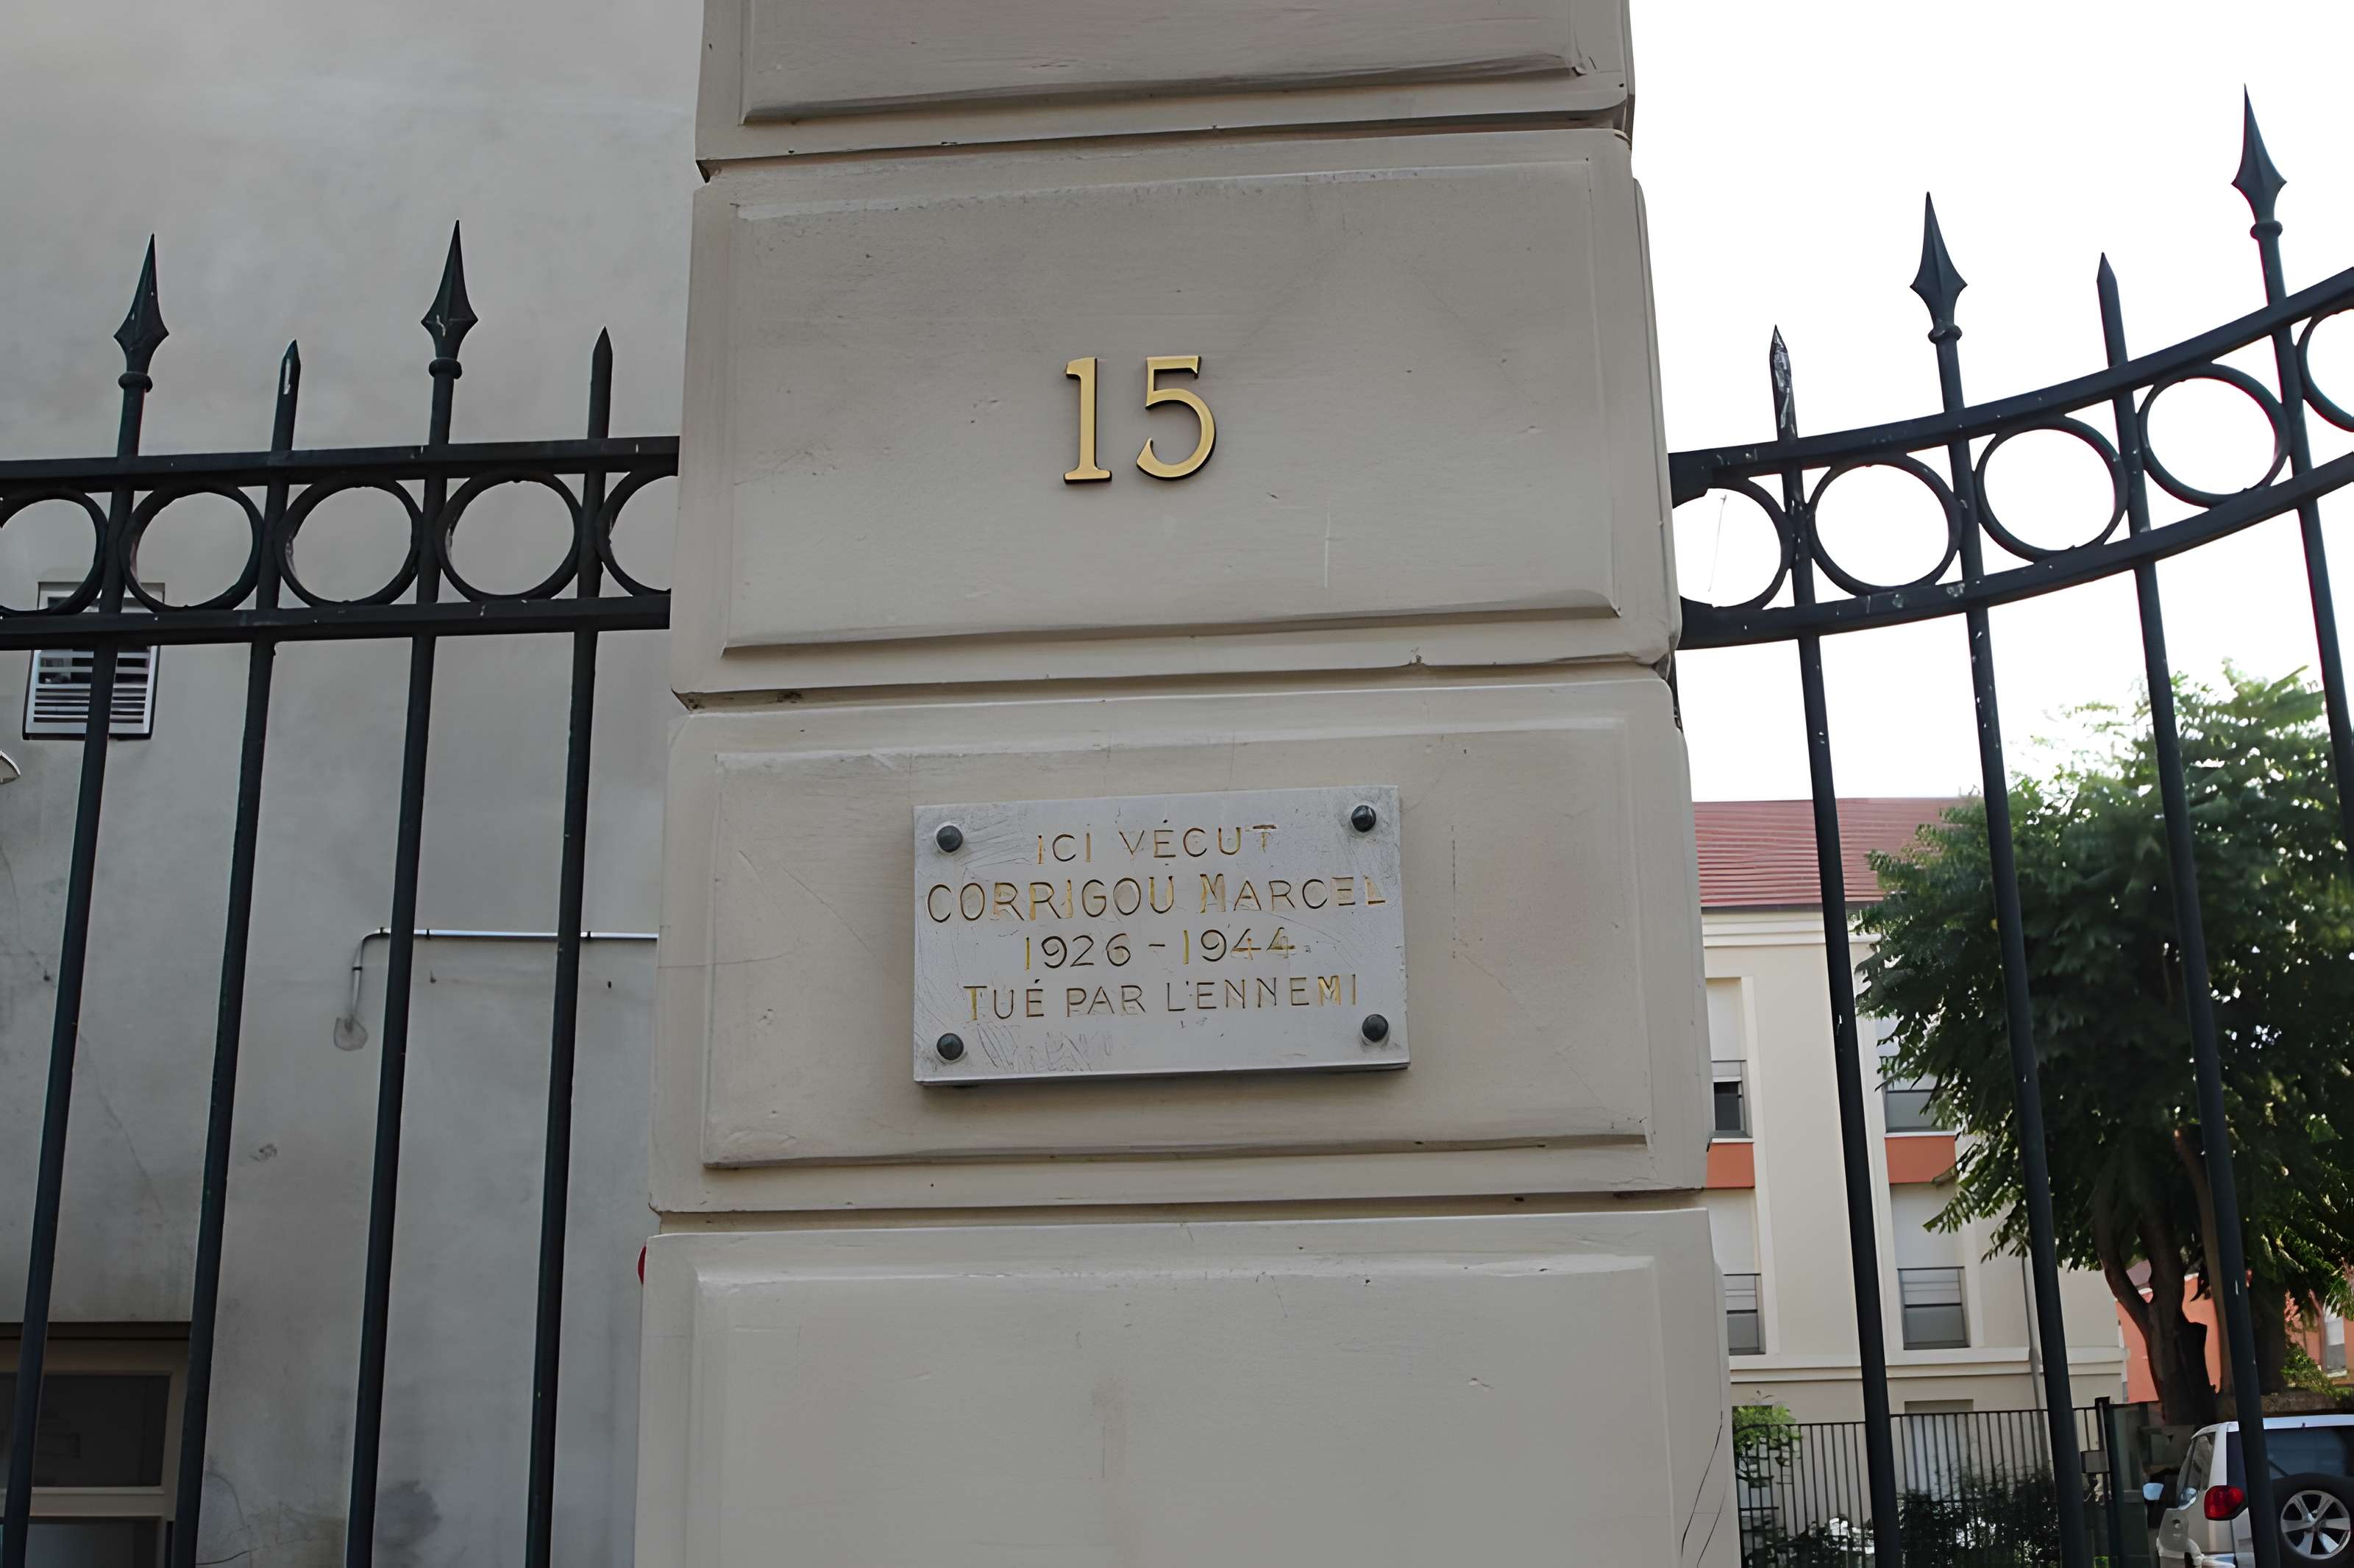 15
ICI VÉCUT
CORRIGOU MARCEL
1926 - 1944
TUÉ PAR L'ENNEMI